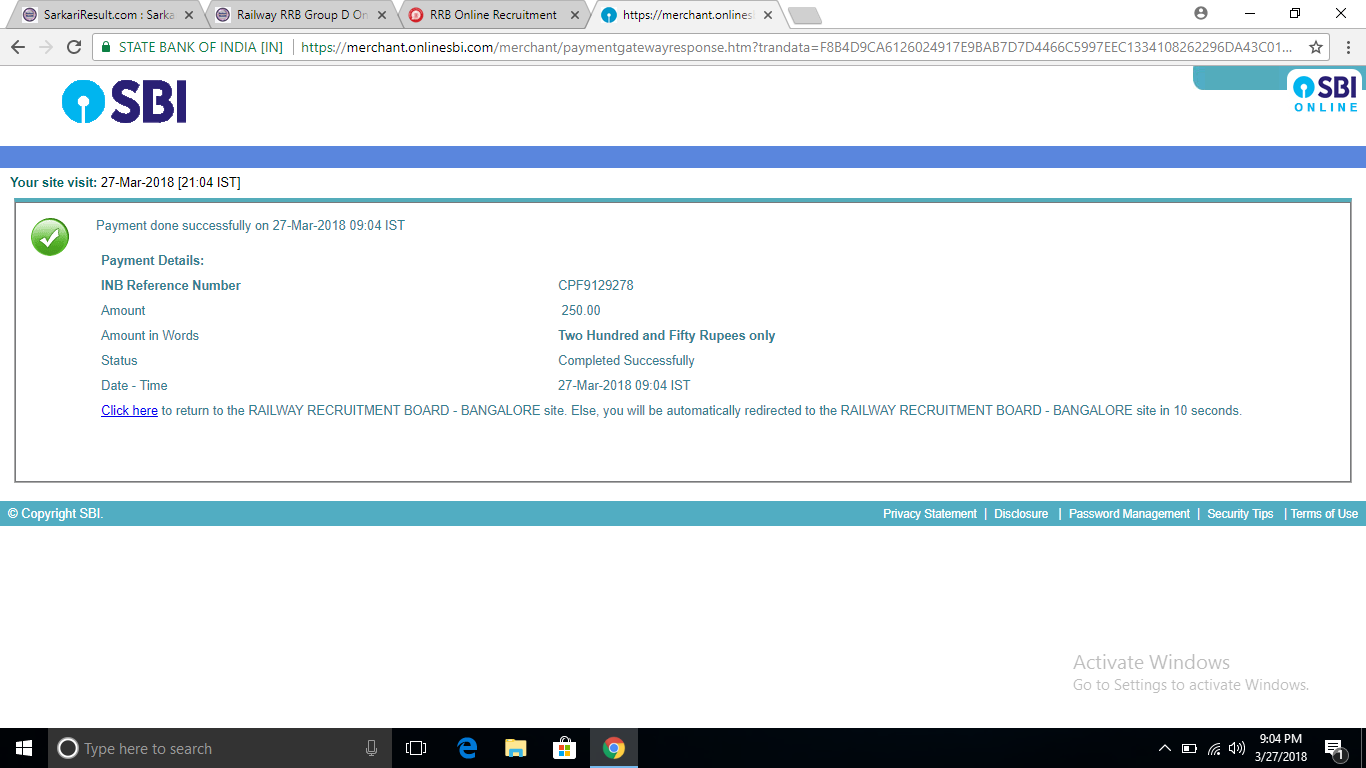 SarkariResult.com : Sarka
Railway RRB Group D On
RRB Online Recruitment
https://merchant.onlines
STATE BANK OF INDIA [IN] https://merchant.onlinesbi.com/merchant/paymentgatewayresponse.htm?trandata=F8B4D9CA6126024917E9BAB7D7D4466C5997EEC1334108262296DA43C01...
SBI
SBI
ONLINE
Your site visit: 27-Mar-2018 [21:04 IST]
Payment done successfully on 27-Mar-2018 09:04 IST
Payment Details:
INB Reference Number CPF9129278
Amount 250.00
Amount in Words Two Hundred and Fifty Rupees only
Status Completed Successfully
Date - Time 27-Mar-2018 09:04 IST
Click here to return to the RAILWAY RECRUITMENT BOARD - BANGALORE site. Else, you will be automatically redirected to the RAILWAY RECRUITMENT BOARD - BANGALORE site in 10 seconds.
© Copyright SBI. Privacy Statement | Disclosure | Password Management | Security Tips | Terms of Use
Activate Windows
Go to Settings to activate Windows.
Type here to search
9:04 PM
3/27/2018
1